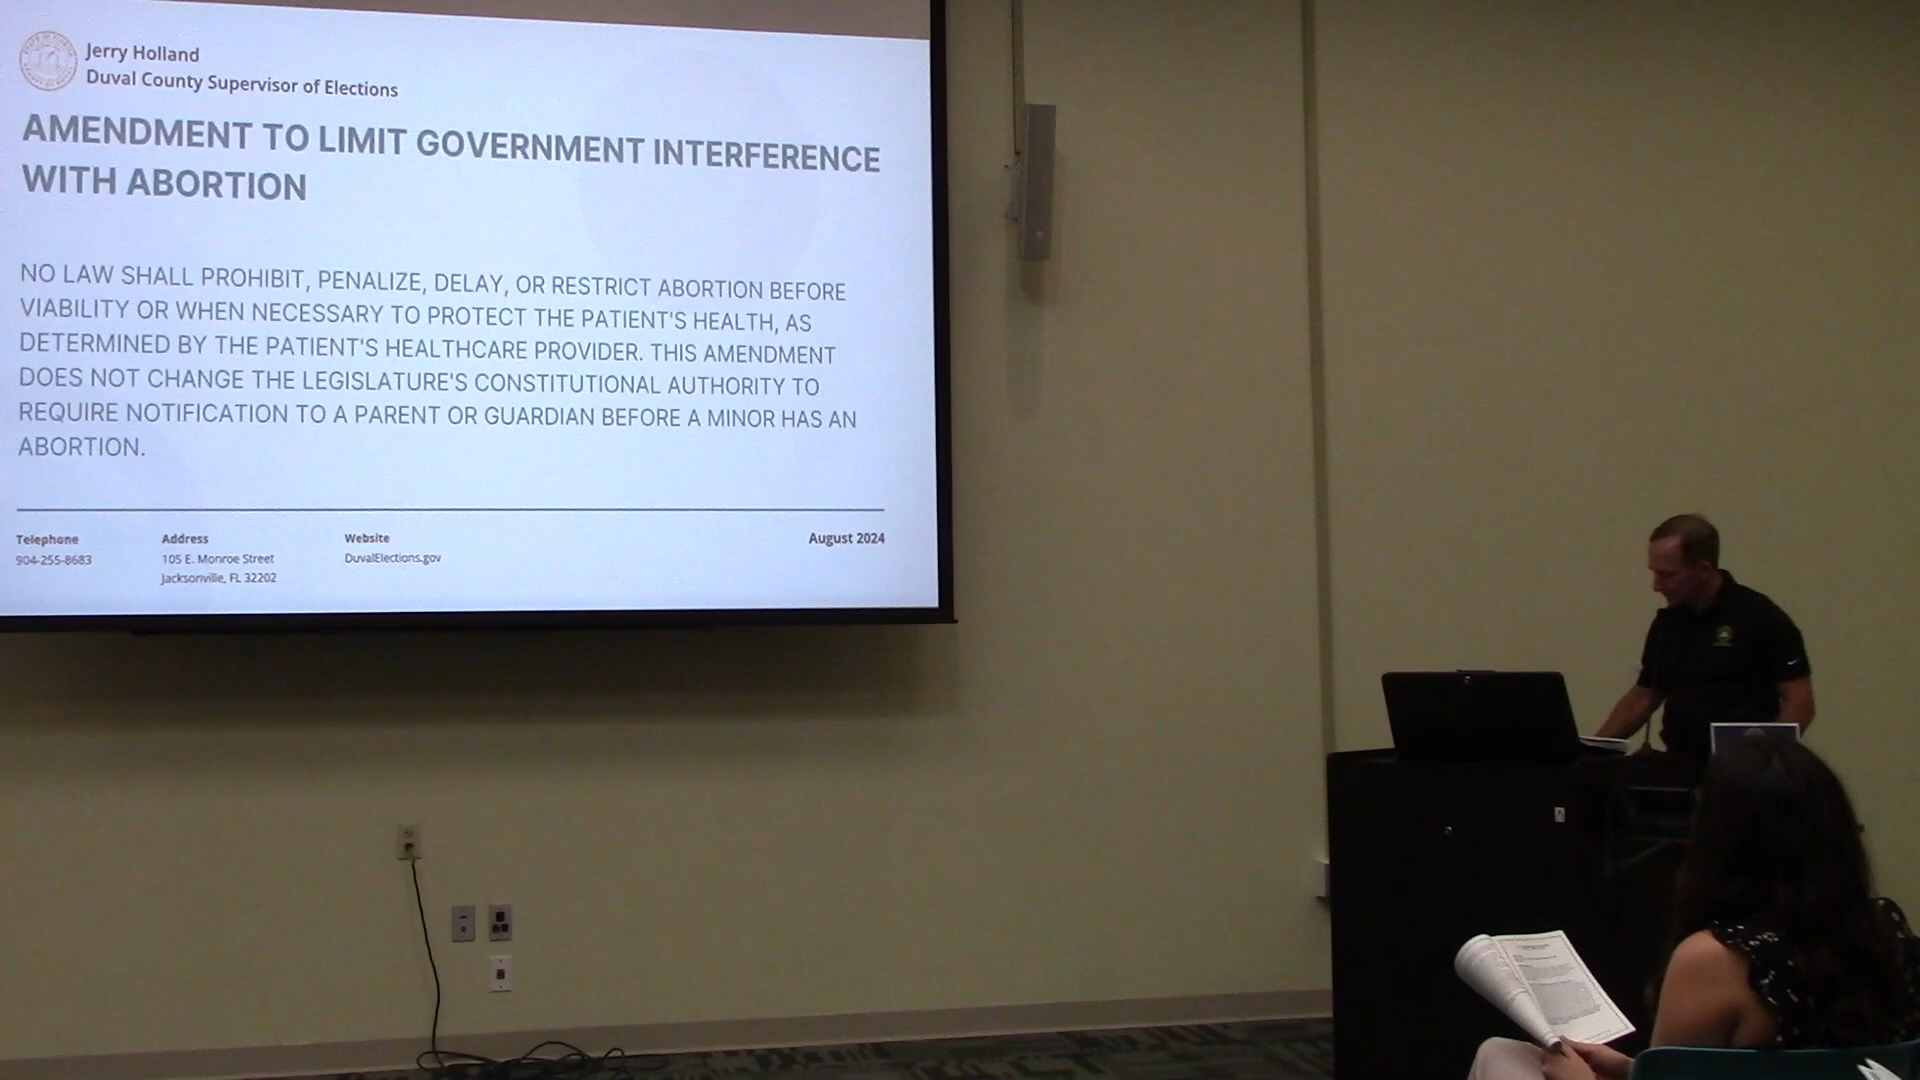 Jerry Holland
Duval County Supervisor of Elections
AMENDMENT TO LIMIT GOVERNMENT INTERFERENCE
WITH ABORTION
NO LAW SHALL PROHIBIT, PENALIZE, DELAY, OR RESTRICT ABORTION BEFORE
VIABILITY OR WHEN NECESSARY TO PROTECT THE PATIENT'S HEALTH, AS
DETERMINED BY THE PATIENT'S HEALTHCARE PROVIDER. THIS AMENDMENT
DOES NOT CHANGE THE LEGISLATURE'S CONSTITUTIONAL AUTHORITY TO
REQUIRE NOTIFICATION TO A PARENT OR GUARDIAN BEFORE A MINOR HAS AN
ABORTION.
Telephone
904-255-8683
Address
105 E. Monroe Street
Jacksonville, FL 32202
Website
DuvalElections.gov
August 2024